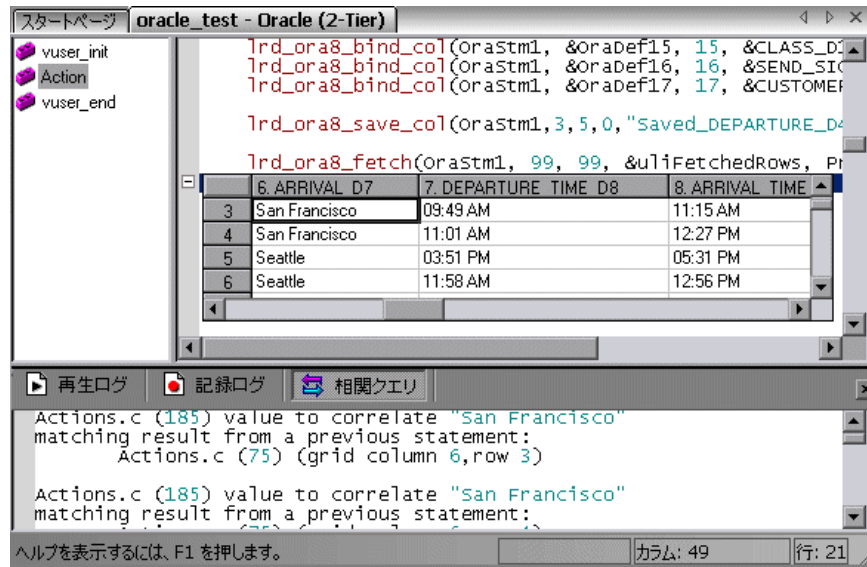 スタートページ oracle_test - Oracle (2-Tier)
vuser_init
Action
vuser_end
lrd_ora8_bind_col(OraStm1, &OraDef15, 15,
lrd_ora8_bind_col(OraStm1, &OraDef16, 16,
lrd_ora8_bind_col(OraStm1, &OraDef17, 17,
lrd_ora8_save_col(OraStm1,3,5,0,"Saved_DEPARTURE_D4
lrd_ora8_fetch(OraStm1, 99, 99, &uliFetchedRows,
6. ARRIVAL_D7 7. DEPARTURE_TIME_D8 8. ARRIVAL_TIME
3 San Francisco 09:49 AM 11:15 AM
4 San Francisco 11:01 AM 12:27 PM
5 Seattle 03:51 PM 05:31 PM
6 Seattle 11:58 AM 12:56 PM
再生ログ 記録ログ 相関クエリ
Actions.c (185) value to correlate "San Francisco"
matching result from a previous statement:
Actions.c (75) (grid column 6,row 3)
Actions.c (185) value to correlate "San Francisco"
matching result from a previous statement:
ヘルプを表示するには、F1 を押します。 カラム: 49 行: 21